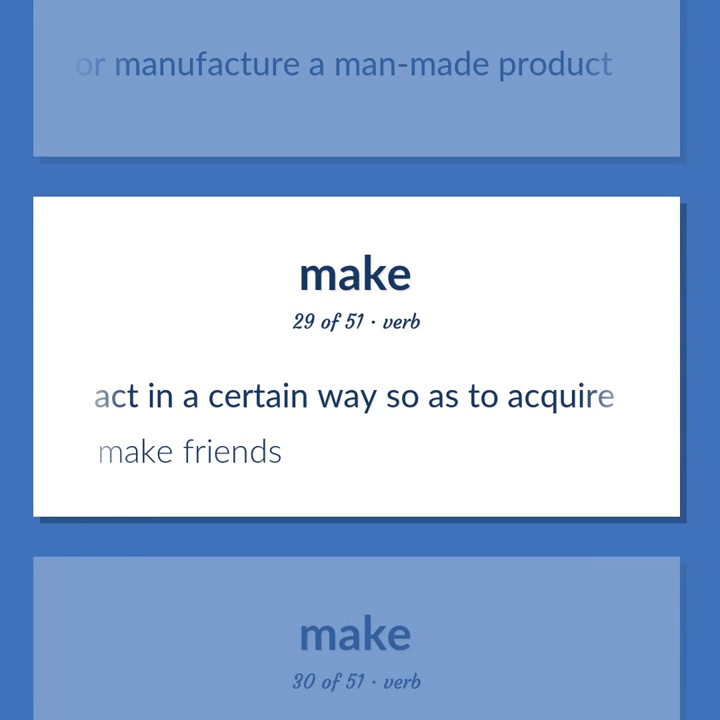 or manufacture a man-made product
make
29 of 51 · verb
act in a certain way so as to acquire
make friends
make
30 of 51 · verb